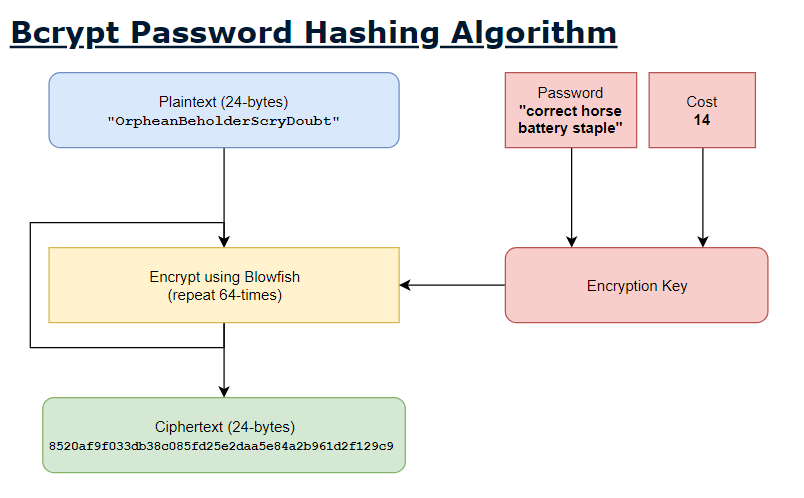 Bcrypt Password Hashing Algorithm
Plaintext (24-bytes)
"OrpheanBeholderScryDoubt"
Password
"correct horse
battery staple"
Cost
14
Encrypt using Blowfish
(repeat 64-times)
Encryption Key
Ciphertext (24-bytes)
8520af9f033db38c085fd25e2daa5e84a2b961d2f129c9